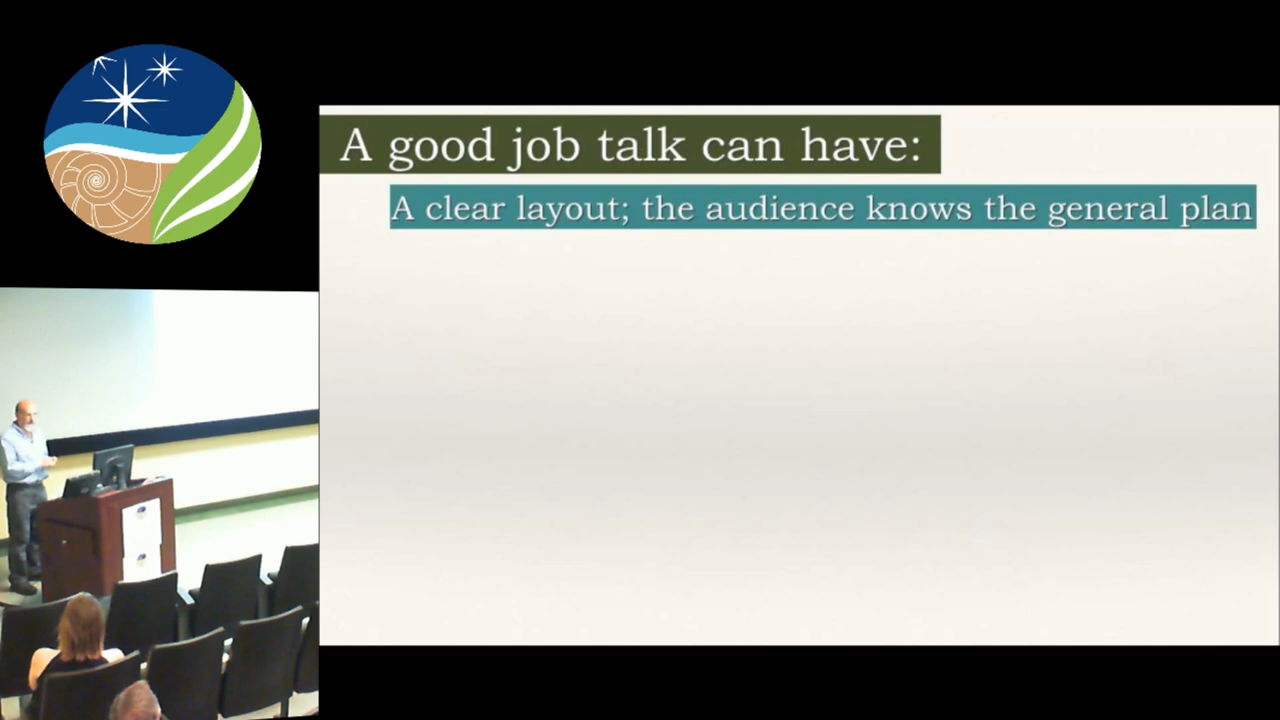 A good job talk can have:
A clear layout; the audience knows the general plan